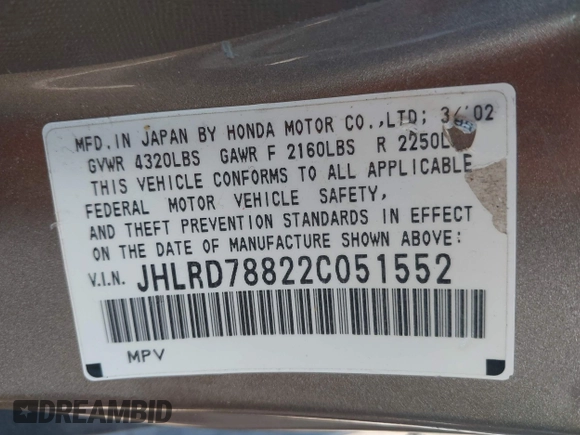 MFD. IN JAPAN BY HONDA MOTOR CO.,LTD; 3/'02
GVWR 4320LBS GAWR F 2160LBS R 2250L
THIS VEHICLE CONFORMS TO ALL APPLICABLE
FEDERAL MOTOR VEHICLE SAFETY,
AND THEFT PREVENTION STANDARDS IN EFFECT
ON THE DATE OF MANUFACTURE SHOWN ABOVE:
V.I.N. JHLRD78822C051552
MPV
DREAMBID